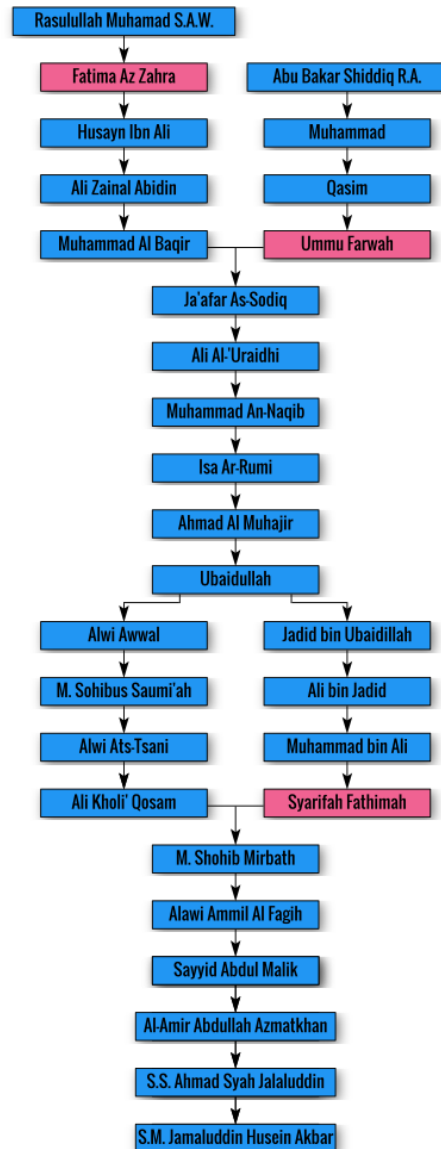 Rasulullah Muhamad S.A.W.
Fatima Az Zahra
Abu Bakar Shiddiq R.A.
Husayn Ibn Ali
Muhammad
Ali Zainal Abidin
Qasim
Muhammad Al Baqir
Ummu Farwah
Ja'afar As-Sodiq
Ali Al-'Uraidhi
Muhammad An-Naqib
Isa Ar-Rumi
Ahmad Al Muhajir
Ubaidullah
Alwi Awwal
Jadid bin Ubaidillah
M. Sohibus Saumi'ah
Ali bin Jadid
Alwi Ats-Tsani
Muhammad bin Ali
Ali Kholi' Qosam
Syarifah Fathimah
M. Shohib Mirbath
Alawi Ammil Al Fagih
Sayyid Abdul Malik
Al-Amir Abdullah Azmatkhan
S.S. Ahmad Syah Jalaluddin
S.M. Jamaluddin Husein Akbar